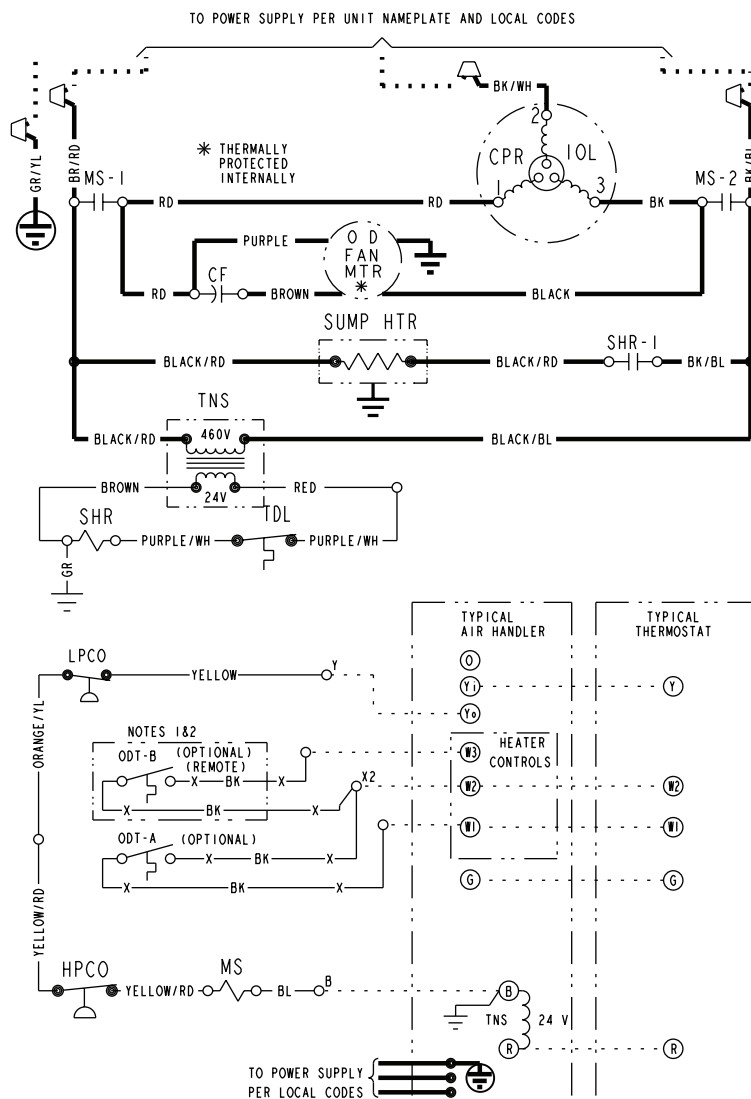 TO POWER SUPPLY PER UNIT NAMEPLATE AND LOCAL CODES
BK/WH
GR/YL
BR/RD
BK/BL
2
CPR
IOL
1
3
* THERMALLY
PROTECTED
INTERNALLY
MS-1
MS-2
RD
RD
BK
PURPLE
O D
FAN
MTR
*
CF
RD
BROWN
BLACK
SUMP HTR
SHR-1
BLACK/RD
BLACK/RD
BK/BL
TNS
460V
BLACK/RD
BLACK/BL
BROWN
24V
RED
TDL
SHR
PURPLE/WH
PURPLE/WH
GR
TYPICAL
AIR HANDLER
TYPICAL
THERMOSTAT
LPCO
YELLOW
Y
O
Yi
Y
Yo
ORANGE/YL
NOTES 1&2
ODT-B
(OPTIONAL)
(REMOTE)
X
BK
X
X
BK
X
X2
W3
HEATER
CONTROLS
W2
W2
ODT-A
(OPTIONAL)
X
BK
X
X
BK
X
W1
W1
G
G
YELLOW/RD
HPCO
YELLOW/RD
MS
BL
B
B
TNS
24 V
R
R
TO POWER SUPPLY
PER LOCAL CODES